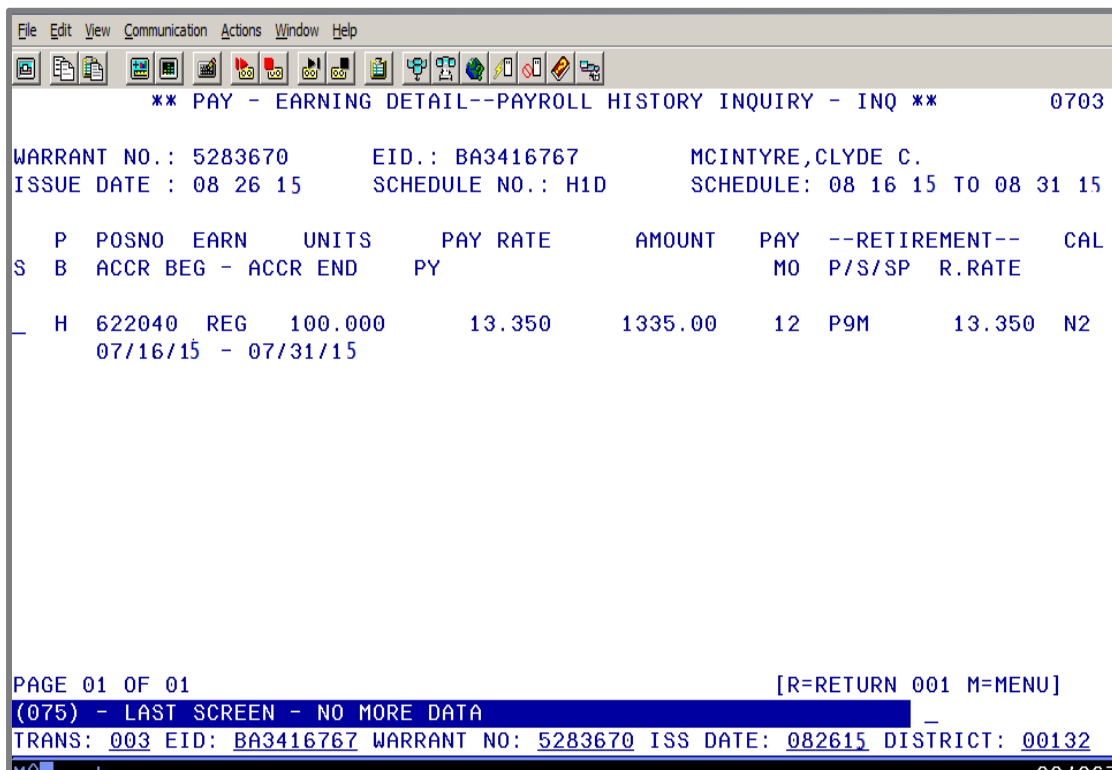 File Edit View Communication Actions Window Help
** PAY - EARNING DETAIL--PAYROLL HISTORY INQUIRY - INQ ** 0703
WARRANT NO.: 5283670 EID.: BA3416767 MCINTYRE,CLYDE C.
ISSUE DATE : 08 26 15 SCHEDULE NO.: H1D SCHEDULE: 08 16 15 TO 08 31 15
P POSNO EARN UNITS PAY RATE AMOUNT PAY --RETIREMENT-- CAL
S B ACCR BEG - ACCR END PY MO P/S/SP R.RATE
_ H 622040 REG 100.000 13.350 1335.00 12 P9M 13.350 N2
07/16/15 - 07/31/15
PAGE 01 OF 01 [R=RETURN 001 M=MENU]
(075) - LAST SCREEN - NO MORE DATA _
TRANS: 003 EID: BA3416767 WARRANT NO: 5283670 ISS DATE: 082615 DISTRICT: 00132